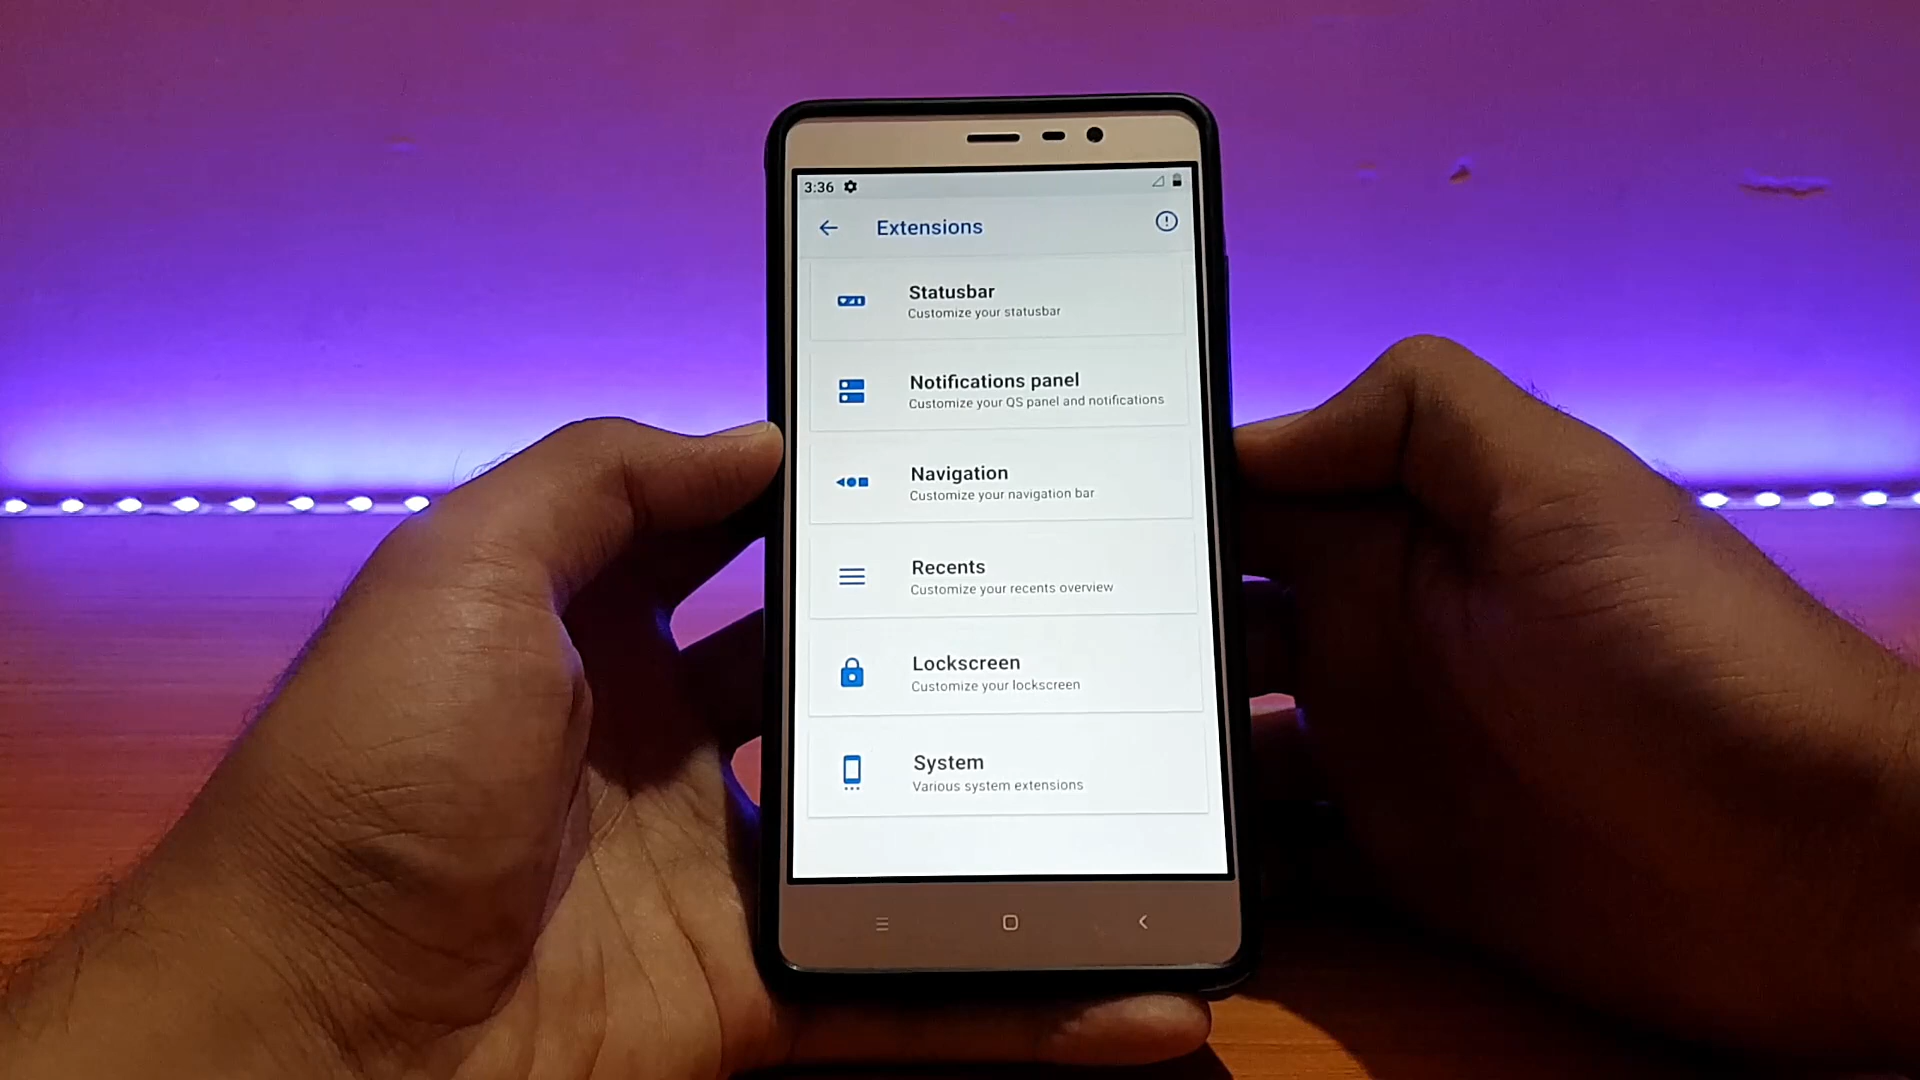 3:36
Extensions
Statusbar
Customize your statusbar
Notifications panel
Customize your QS panel and notifications
Navigation
Customize your navigation bar
Recents
Customize your recents overview
Lockscreen
Customize your lockscreen
System
Various system extensions